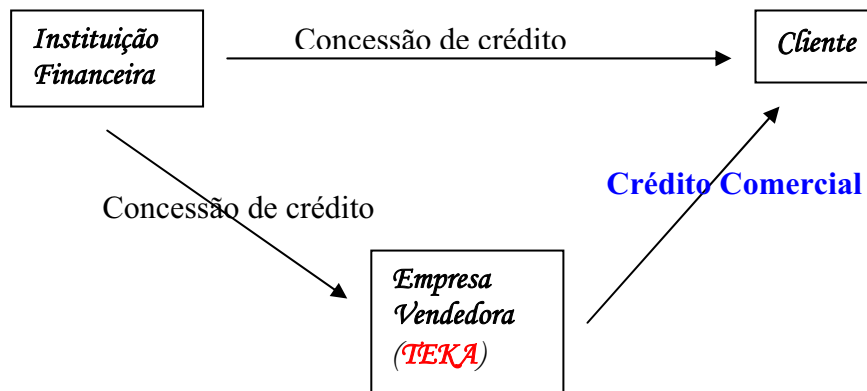 Instituição
Financeira
Concessão de crédito
Cliente
Crédito Comercial
Concessão de crédito
Empresa
Vendedora
(TEKA)